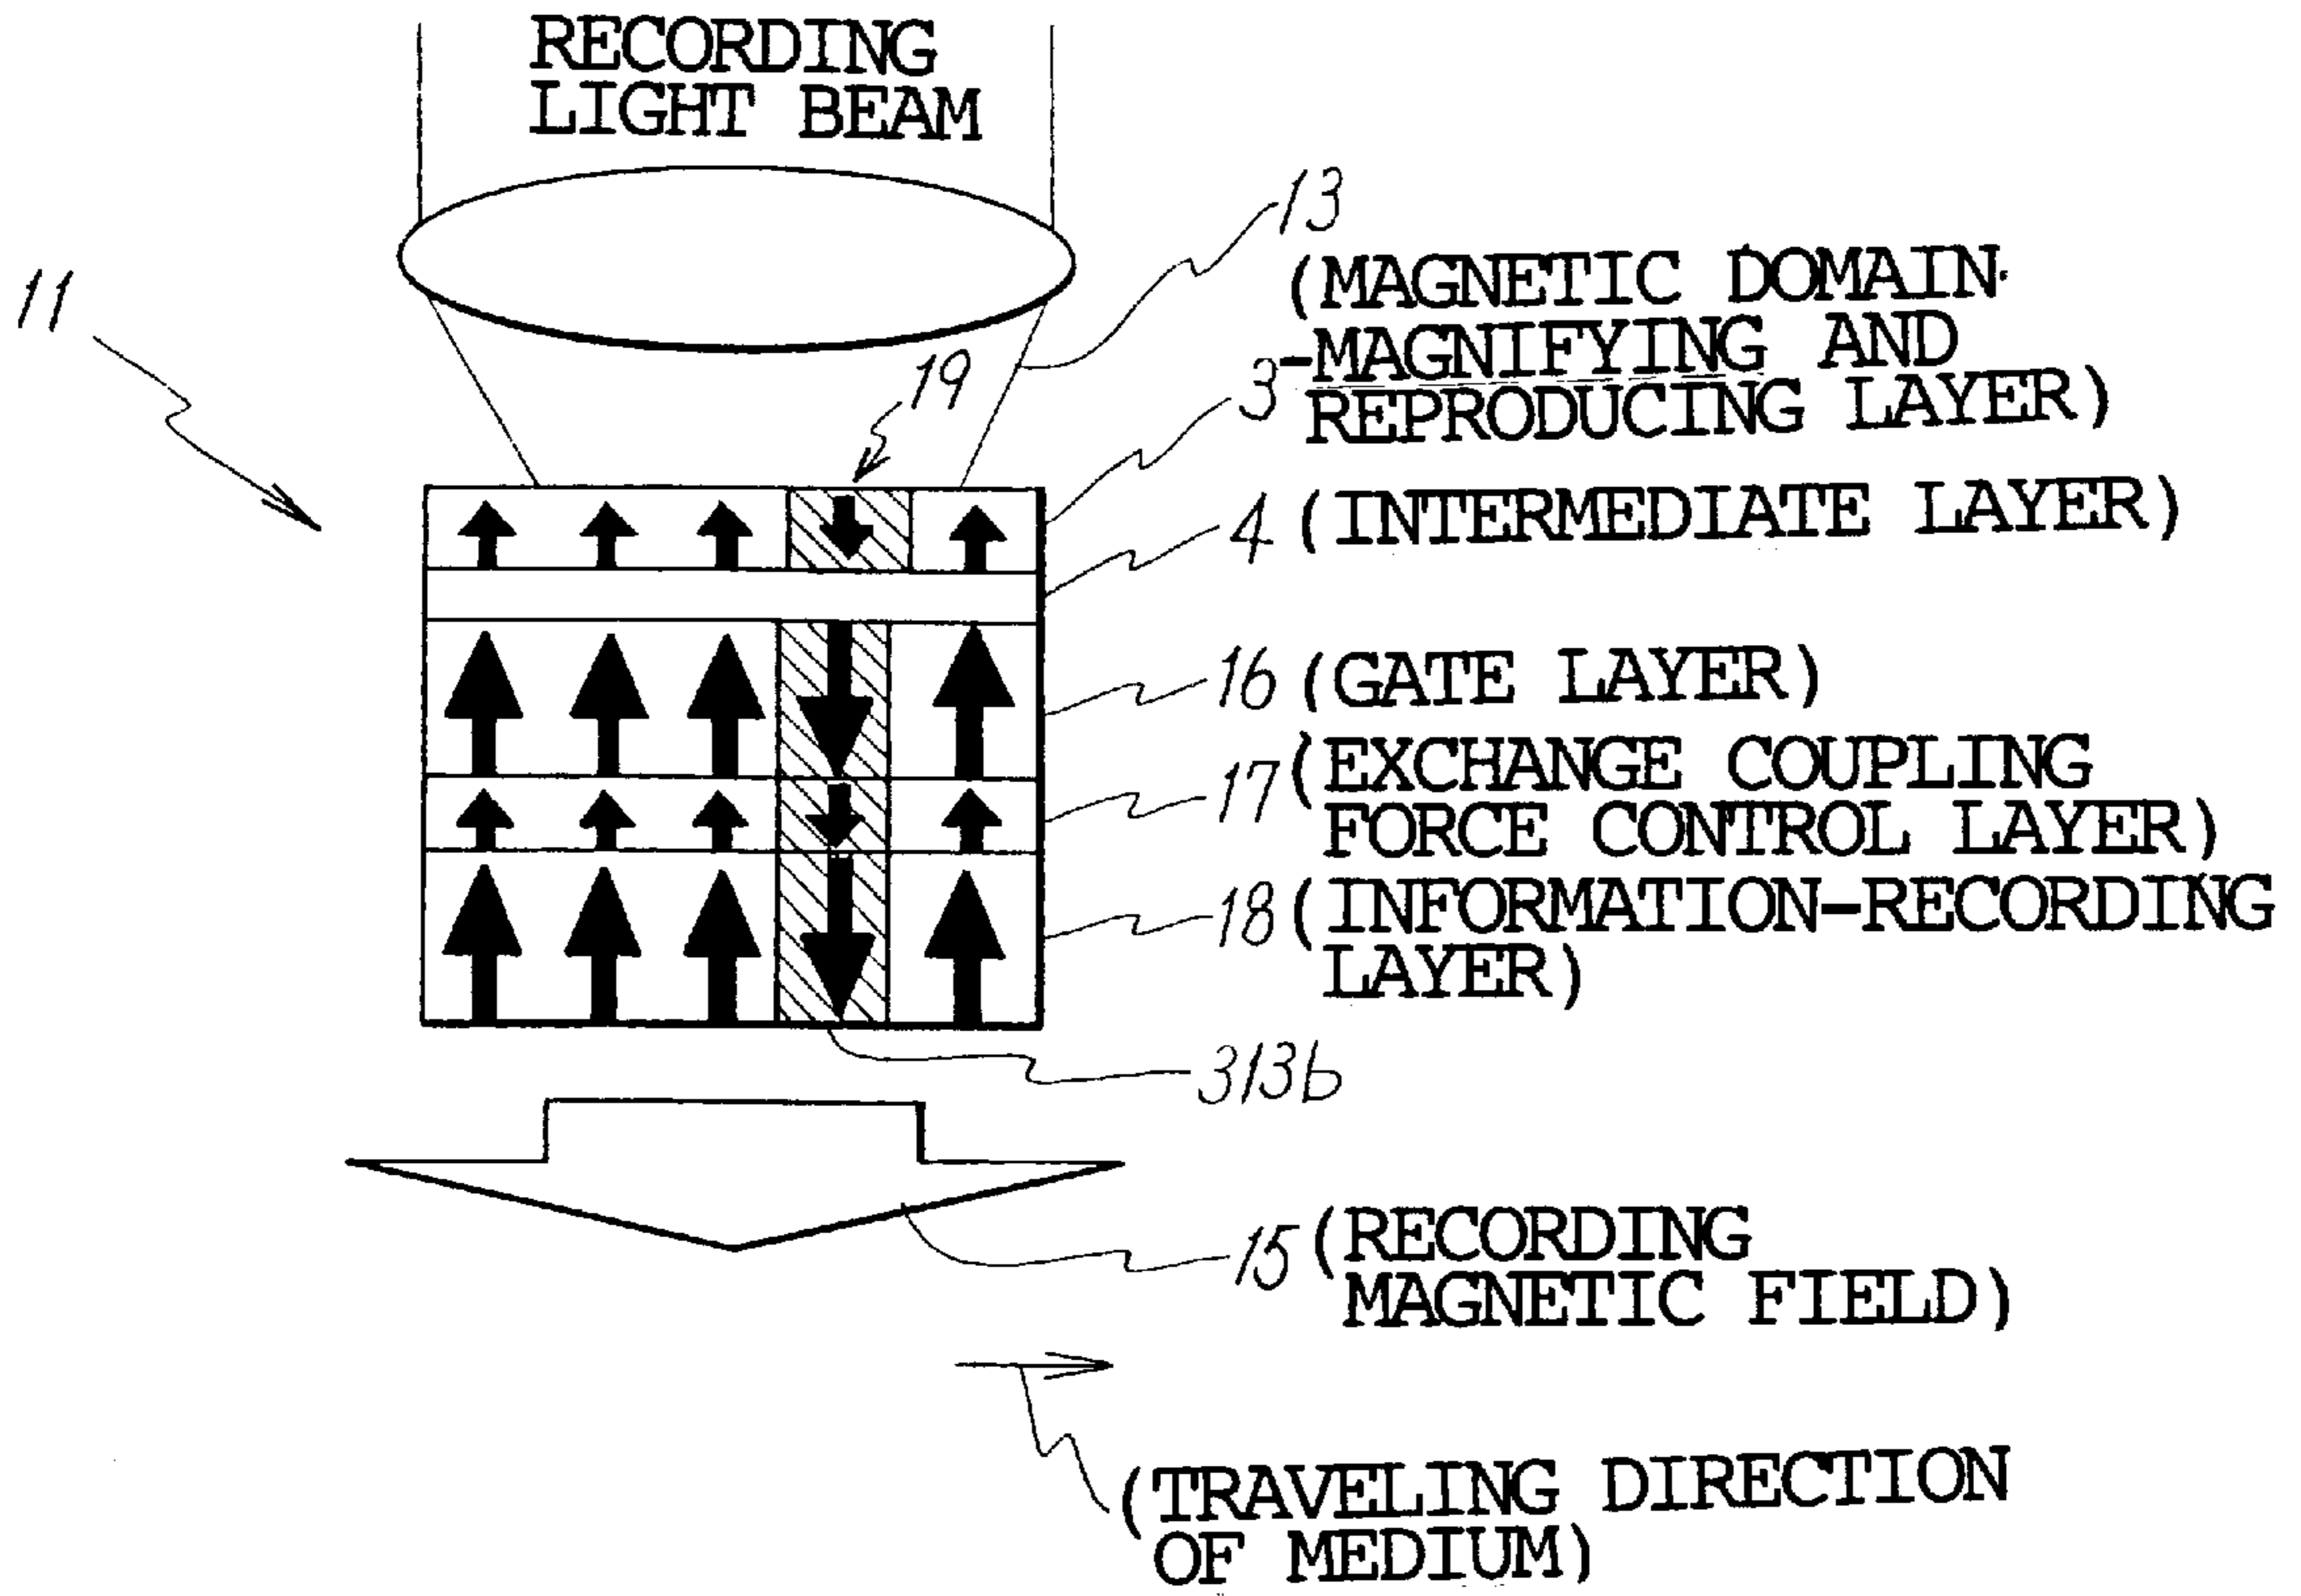 RECORDING
LIGHT BEAM
13
11
(MAGNETIC DOMAIN-
3-MAGNIFYING AND
REPRODUCING LAYER)
19
4 (INTERMEDIATE LAYER)
16 (GATE LAYER)
17 (EXCHANGE COUPLING
FORCE CONTROL LAYER)
18 (INFORMATION-RECORDING
LAYER)
313b
15 (RECORDING
MAGNETIC FIELD)
(TRAVELING DIRECTION
OF MEDIUM)